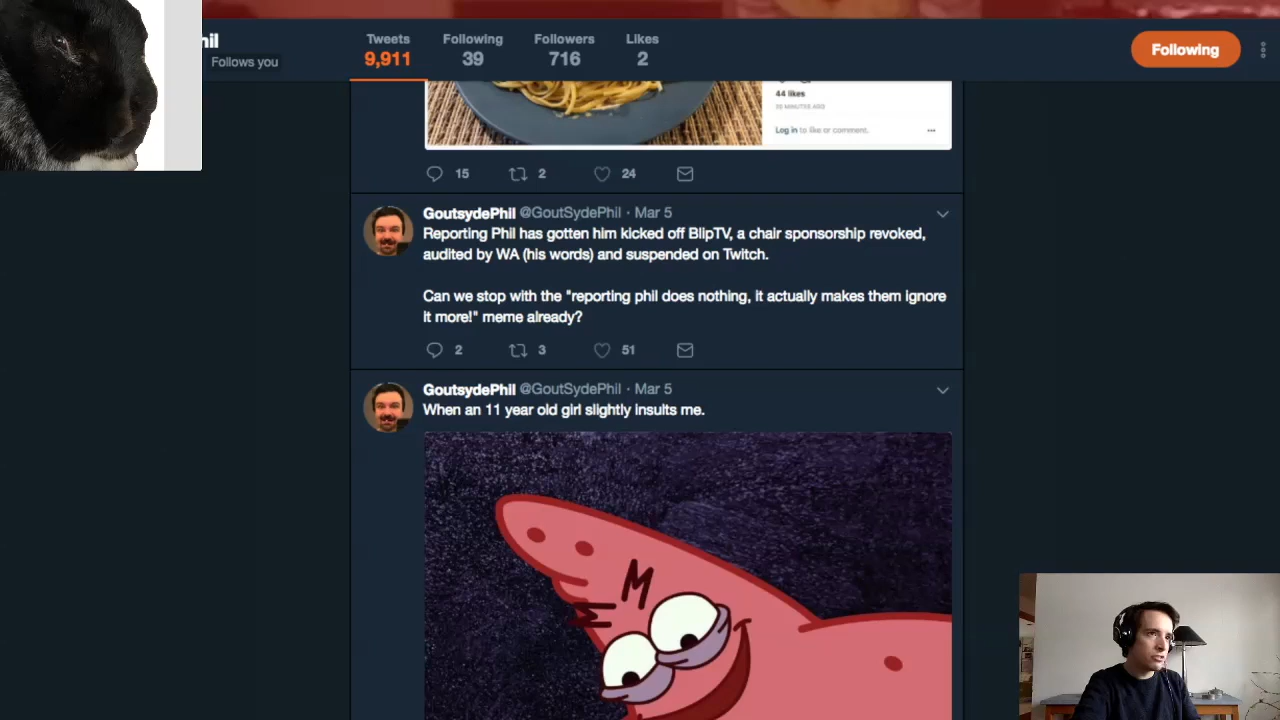 hil
Follows you
Tweets Following Followers Likes
9,911 39 716 2
Following
44 likes
Log in to like or comment.
15 2 24
GoutsydePhil @GoutSydePhil · Mar 5
Reporting Phil has gotten him kicked off BlipTV, a chair sponsorship revoked,
audited by WA (his words) and suspended on Twitch.
Can we stop with the "reporting phil does nothing, it actually makes them ignore
it more!" meme already?
2 3 51
GoutsydePhil @GoutSydePhil · Mar 5
When an 11 year old girl slightly insults me.